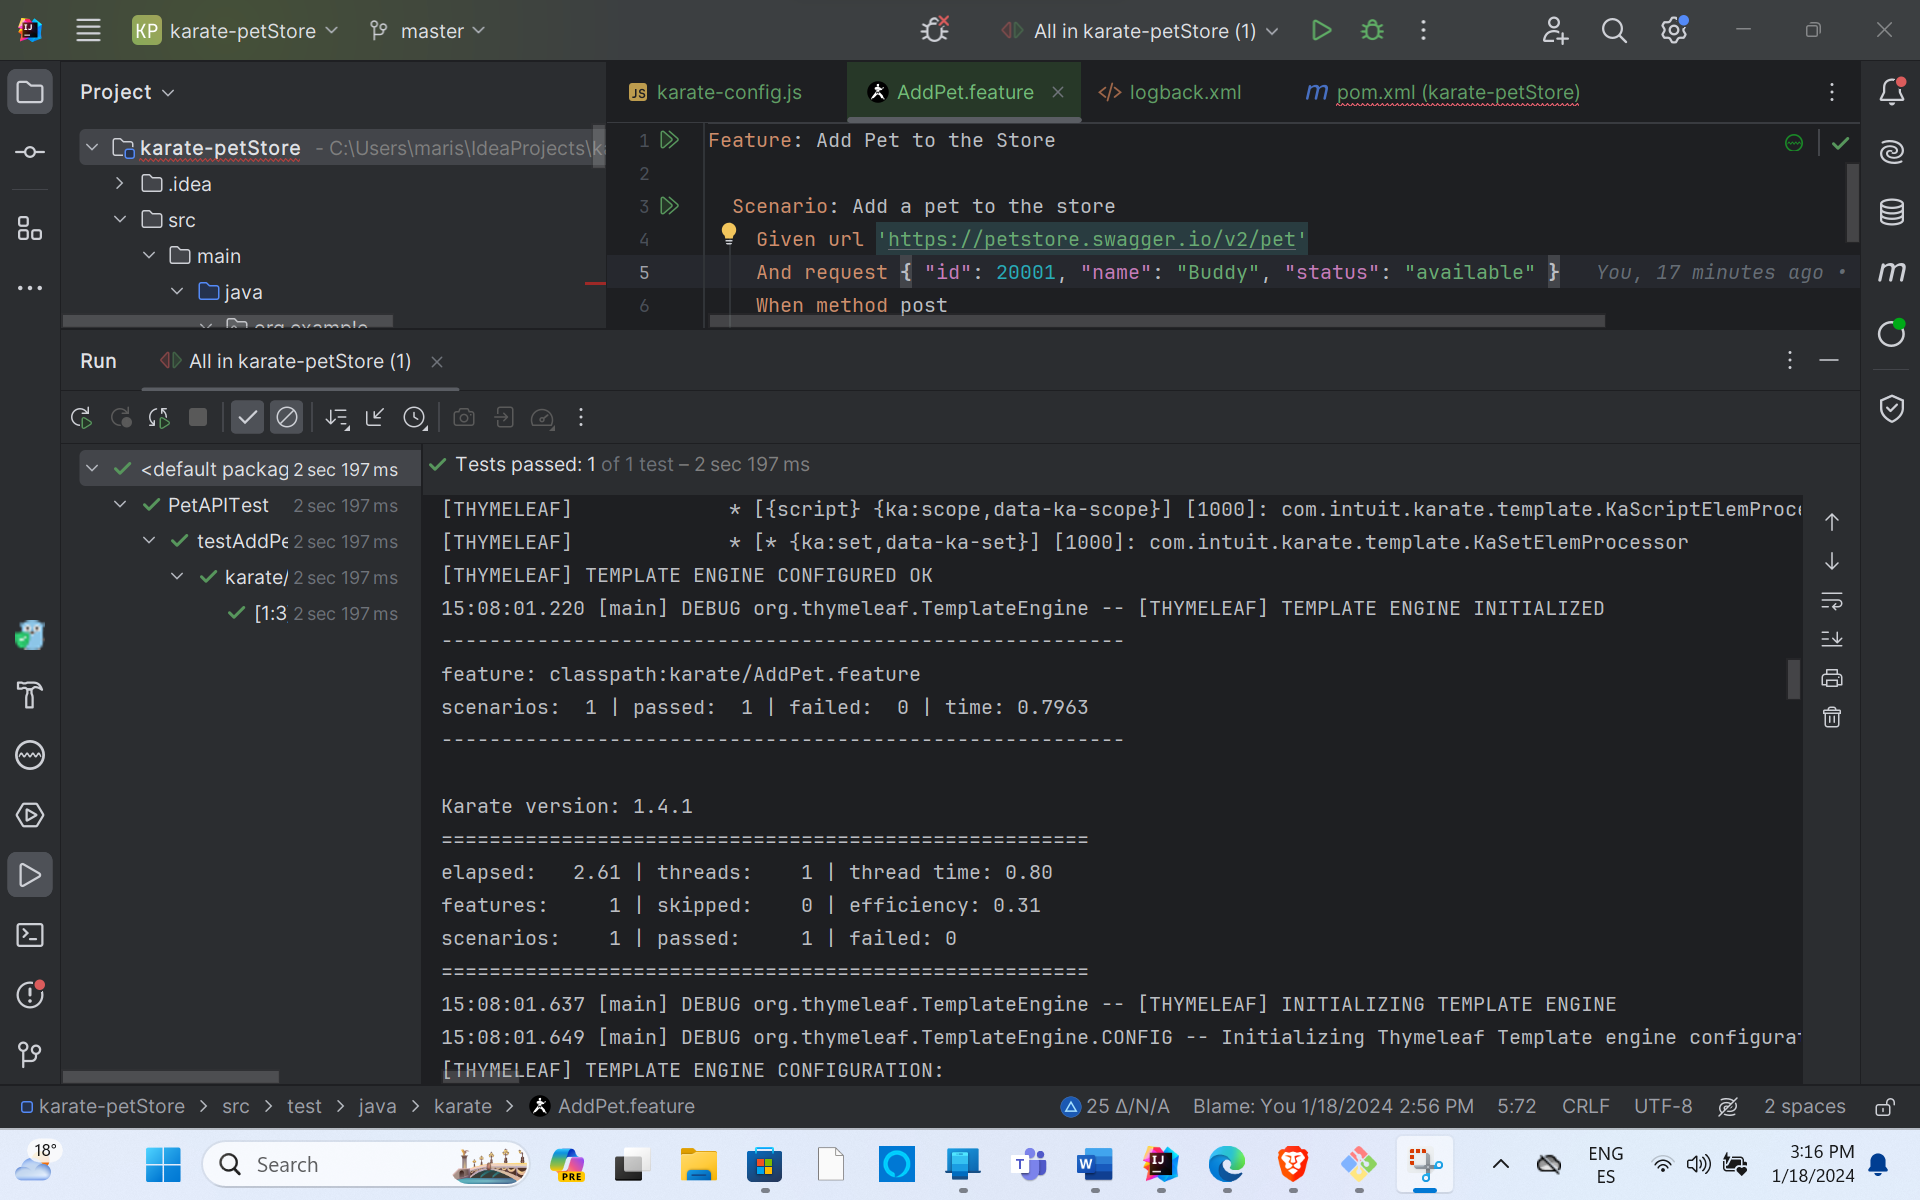 KP karate-petStore master All in karate-petStore (1)
Project
karate-config.js AddPet.feature logback.xml pom.xml (karate-petStore)
karate-petStore - C:\Users\maris\IdeaProjects\k
.idea
src
main
java
org.example
1 Feature: Add Pet to the Store
2
3 Scenario: Add a pet to the store
4 Given url 'https://petstore.swagger.io/v2/pet'
5 And request { "id": 20001, "name": "Buddy", "status": "available" } You, 17 minutes ago •
6 When method post
Run All in karate-petStore (1)
<default packag 2 sec 197 ms
PetAPITest 2 sec 197 ms
testAddPe 2 sec 197 ms
karate/ 2 sec 197 ms
[1:3 2 sec 197 ms
Tests passed: 1 of 1 test – 2 sec 197 ms
[THYMELEAF] * [{script} {ka:scope,data-ka-scope}] [1000]: com.intuit.karate.template.KaScriptElemProce
[THYMELEAF] * [* {ka:set,data-ka-set}] [1000]: com.intuit.karate.template.KaSetElemProcessor
[THYMELEAF] TEMPLATE ENGINE CONFIGURED OK
15:08:01.220 [main] DEBUG org.thymeleaf.TemplateEngine -- [THYMELEAF] TEMPLATE ENGINE INITIALIZED
---------------------------------------------------------
feature: classpath:karate/AddPet.feature
scenarios: 1 | passed: 1 | failed: 0 | time: 0.7963
---------------------------------------------------------
Karate version: 1.4.1
======================================================
elapsed: 2.61 | threads: 1 | thread time: 0.80
features: 1 | skipped: 0 | efficiency: 0.31
scenarios: 1 | passed: 1 | failed: 0
======================================================
15:08:01.637 [main] DEBUG org.thymeleaf.TemplateEngine -- [THYMELEAF] INITIALIZING TEMPLATE ENGINE
15:08:01.649 [main] DEBUG org.thymeleaf.TemplateEngine.CONFIG -- Initializing Thymeleaf Template engine configurat
[THYMELEAF] TEMPLATE ENGINE CONFIGURATION:
karate-petStore > src > test > java > karate > AddPet.feature
25 Δ/N/A Blame: You 1/18/2024 2:56 PM 5:72 CRLF UTF-8 2 spaces
18° Search PRE
ENG
ES
3:16 PM
1/18/2024